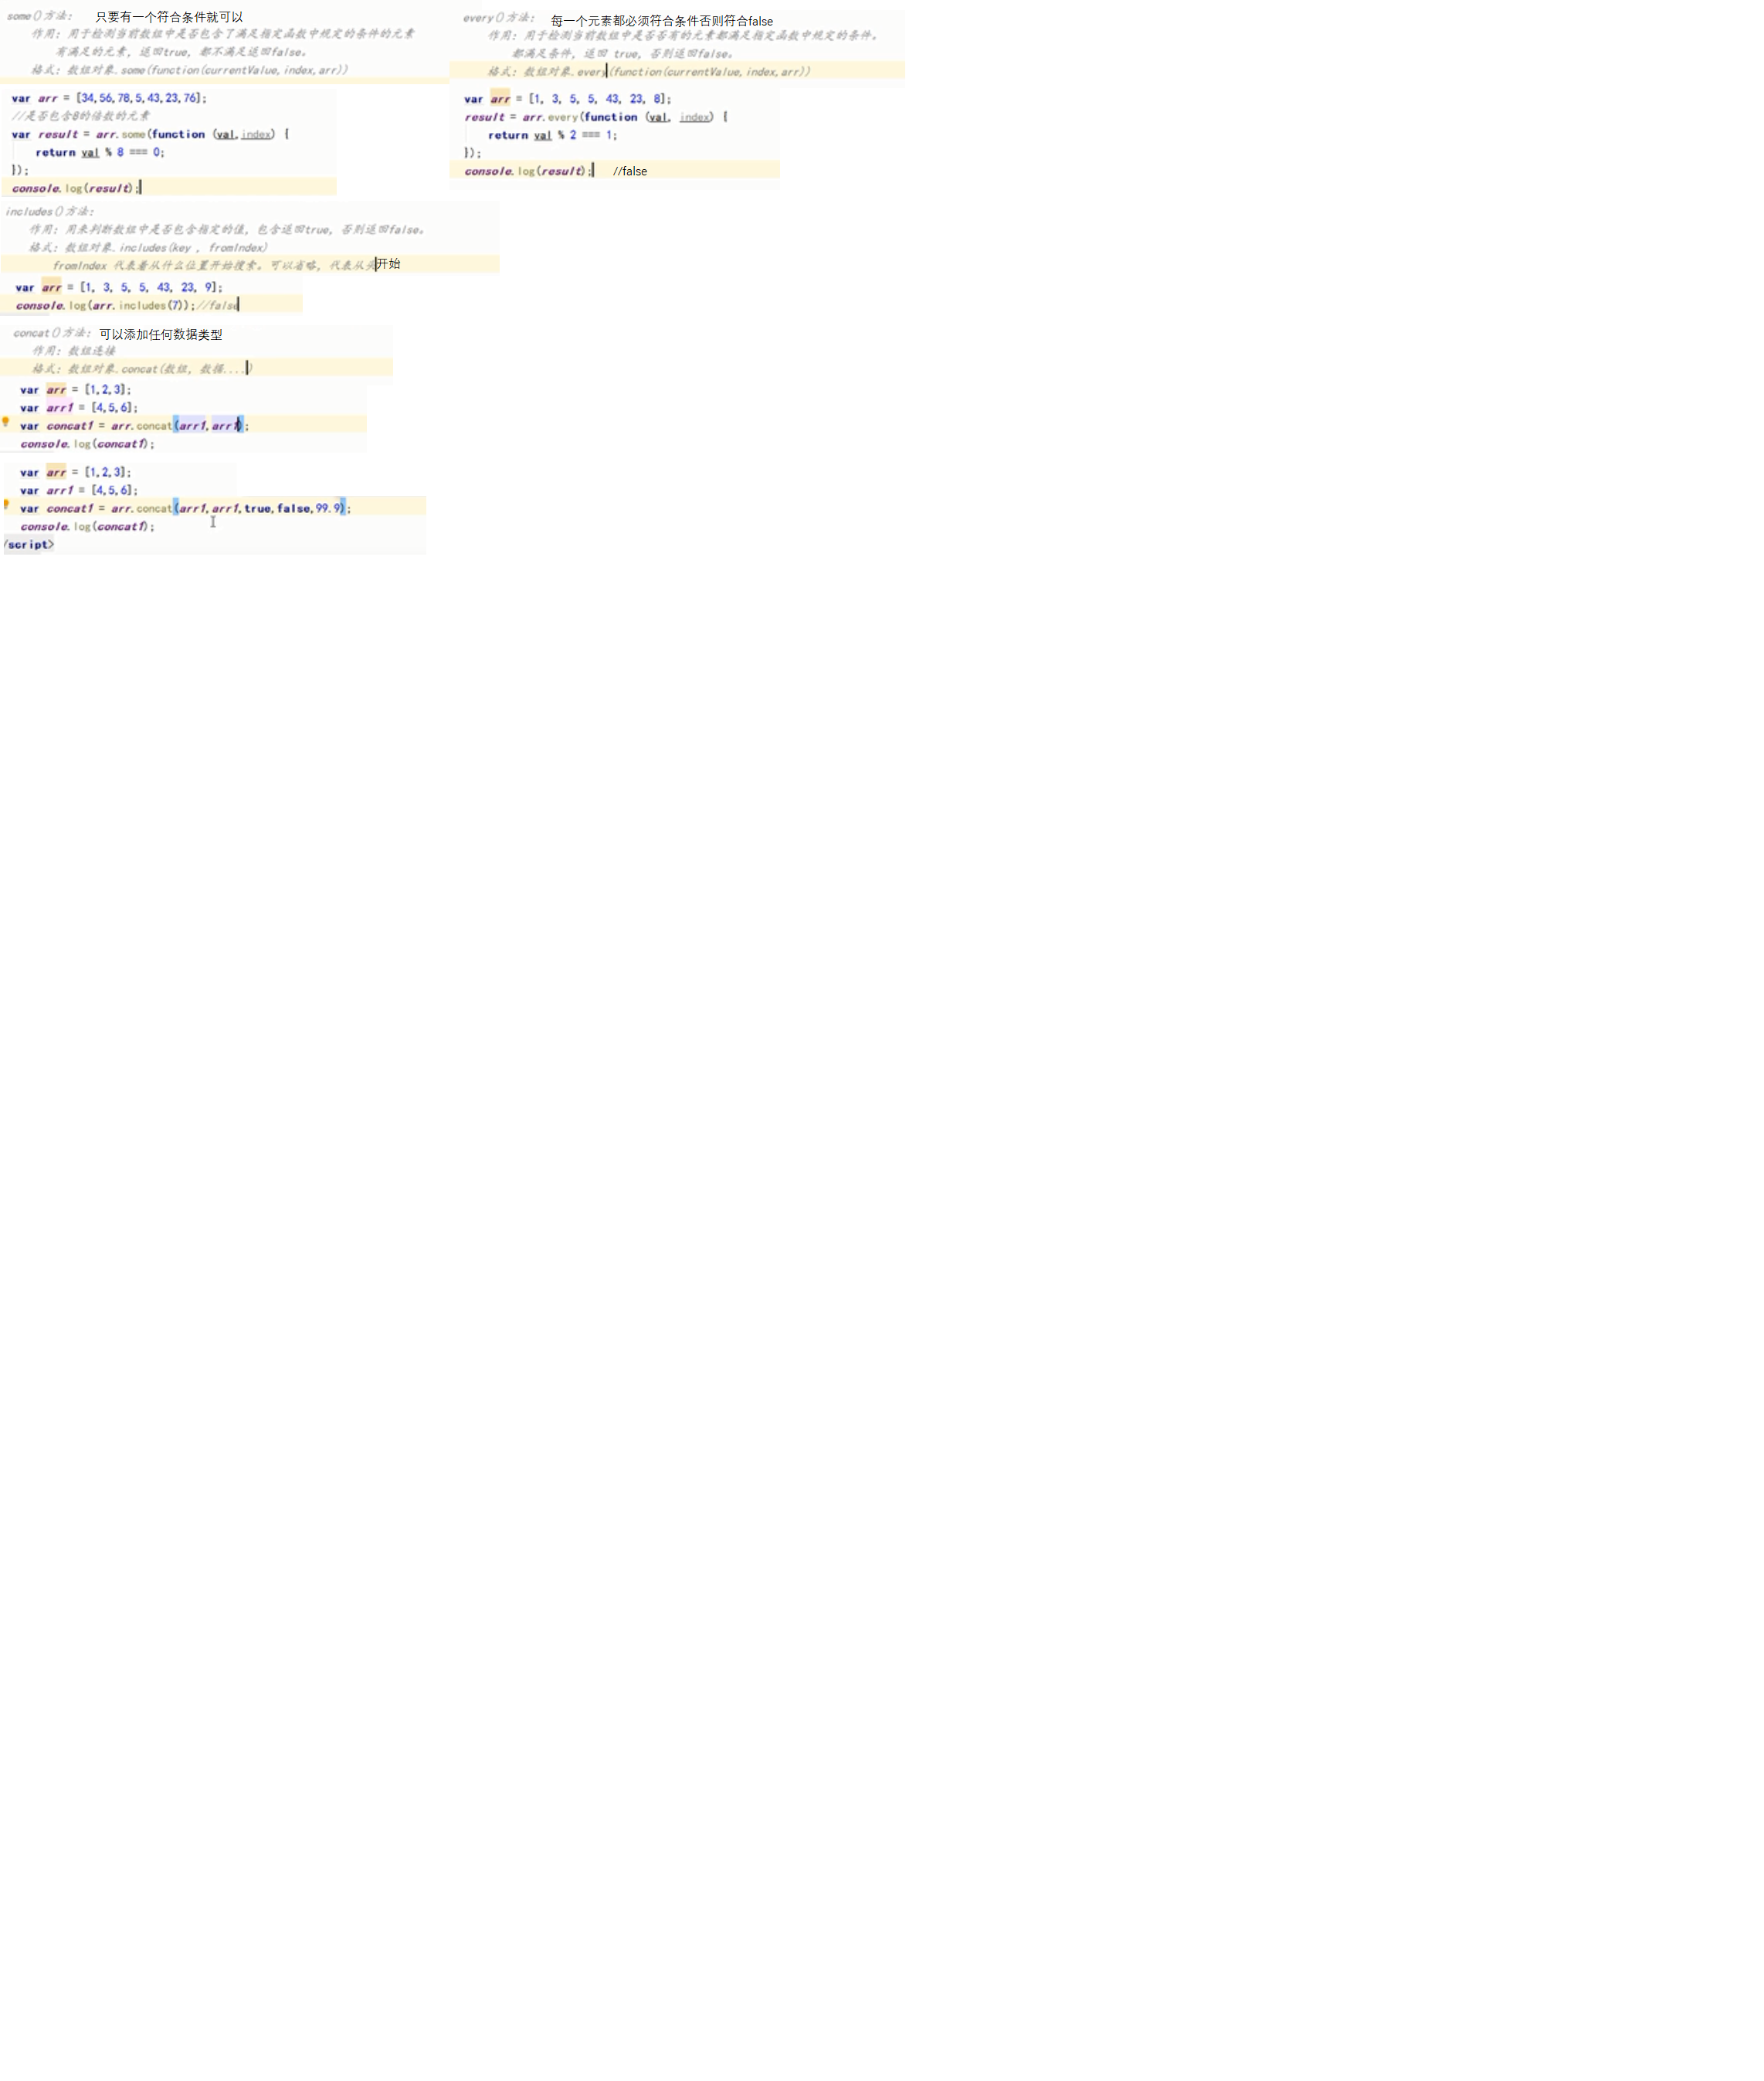 some()方法: 只要有一个符合条件就可以
作用: 用于检测当前数组中是否包含了满足指定函数中规定的条件的元素
有满足的元素, 返回true, 都不满足返回false。
格式: 数组对象.some(function(currentValue,index,arr))
var arr = [34,56,78,5,43,23,76];
//是否包含8的倍数的元素
var result = arr.some(function (val,index) {
return val % 8 === 0;
});
console.log(result);
every()方法: 每一个元素都必须符合条件否则符合false
作用: 用于检测当前数组中是否否有的元素都满足指定函数中规定的条件。
都满足条件, 返回 true, 否则返回false。
格式: 数组对象.every(function(currentValue,index,arr))
var arr = [1, 3, 5, 5, 43, 23, 8];
result = arr.every(function (val, index) {
return val % 2 === 1;
});
console.log(result); //false
includes()方法:
作用: 用来判断数组中是否包含指定的值, 包含返回true, 否则返回false。
格式: 数组对象.includes(key , fromIndex)
fromIndex 代表着从什么位置开始搜索。可以省略, 代表从头开始
var arr = [1, 3, 5, 5, 43, 23, 9];
console.log(arr.includes(7));//false
concat()方法: 可以添加任何数据类型
作用: 数组连接
格式: 数组对象.concat(数组, 数据....)
var arr = [1,2,3];
var arr1 = [4,5,6];
var concat1 = arr.concat(arr1,arr1);
console.log(concat1);
var arr = [1,2,3];
var arr1 = [4,5,6];
var concat1 = arr.concat(arr1,arr1,true,false,99.9);
console.log(concat1);
/script>